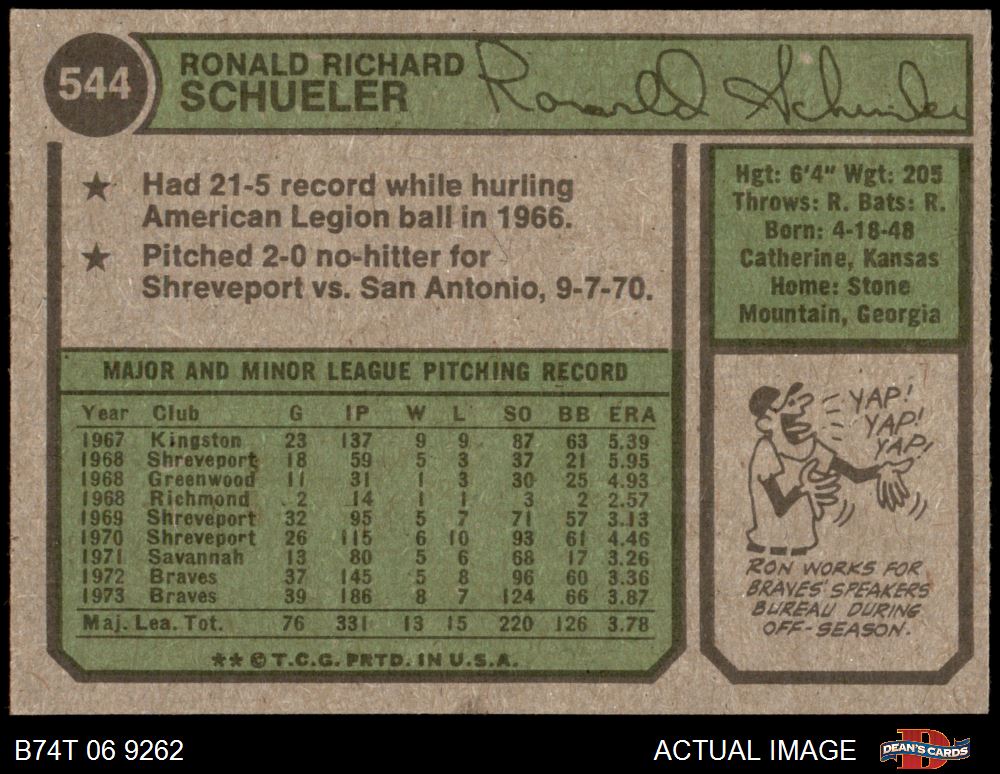 544
RONALD RICHARD
SCHUELER
Ronald Schueler
★ Had 21-5 record while hurling
American Legion ball in 1966.
★ Pitched 2-0 no-hitter for
Shreveport vs. San Antonio, 9-7-70.
Hgt: 6'4" Wgt: 205
Throws: R. Bats: R.
Born: 4-18-48
Catherine, Kansas
Home: Stone
Mountain, Georgia
MAJOR AND MINOR LEAGUE PITCHING RECORD
Year Club G IP W L SO BB ERA
1967 Kingston 23 137 9 9 87 63 5.39
1968 Shreveport 18 59 5 3 37 21 5.95
1968 Greenwood 11 31 1 3 30 25 4.93
1968 Richmond 2 14 1 1 3 2 2.57
1969 Shreveport 32 95 5 7 71 57 3.13
1970 Shreveport 26 115 6 10 93 61 4.46
1971 Savannah 13 80 5 6 68 17 3.26
1972 Braves 37 145 5 8 96 60 3.36
1973 Braves 39 186 8 7 124 66 3.87
Maj. Lea. Tot. 76 331 13 15 220 126 3.78
** © T.C.G. PRTD. IN U.S.A.
YAP!
YAP!
YAP!
RON WORKS FOR
BRAVES' SPEAKERS
BUREAU DURING
OFF-SEASON.
B74T 06 9262
ACTUAL IMAGE
DEAN'S CARDS